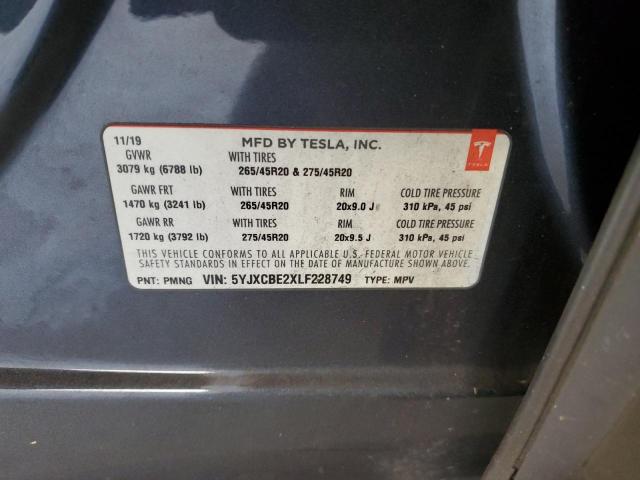 11/19 MFD BY TESLA, INC.
GVWR WITH TIRES
3079 kg (6788 lb) 265/45R20 & 275/45R20
GAWR FRT WITH TIRES RIM COLD TIRE PRESSURE
1470 kg (3241 lb) 265/45R20 20x9.0 J 310 kPa, 45 psi
GAWR RR WITH TIRES RIM COLD TIRE PRESSURE
1720 kg (3792 lb) 275/45R20 20x9.5 J 310 kPa, 45 psi
THIS VEHICLE CONFORMS TO ALL APPLICABLE U.S. FEDERAL MOTOR VEHICLE
SAFETY STANDARDS IN EFFECT ON THE DATE OF MANUFACTURE SHOWN ABOVE.
PNT: PMNG VIN: 5YJXCBE2XLF228749 TYPE: MPV